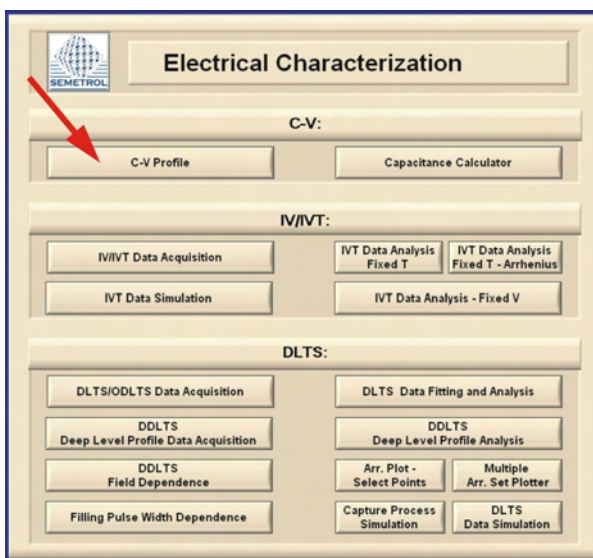 SEMETROL
Electrical Characterization
C-V:
C-V Profile
Capacitance Calculator
IV/IVT:
IV/IVT Data Acquisition
IVT Data Analysis
Fixed T
IVT Data Analysis
Fixed T - Arrhenius
IVT Data Simulation
IVT Data Analysis - Fixed V
DLTS:
DLTS/ODLTS Data Acquisition
DLTS Data Fitting and Analysis
DDLTS
Deep Level Profile Data Acquisition
DDLTS
Deep Level Profile Analysis
DDLTS
Field Dependence
Arr. Plot -
Select Points
Multiple
Arr. Set Plotter
Filling Pulse Width Dependence
Capture Process
Simulation
DLTS
Data Simulation